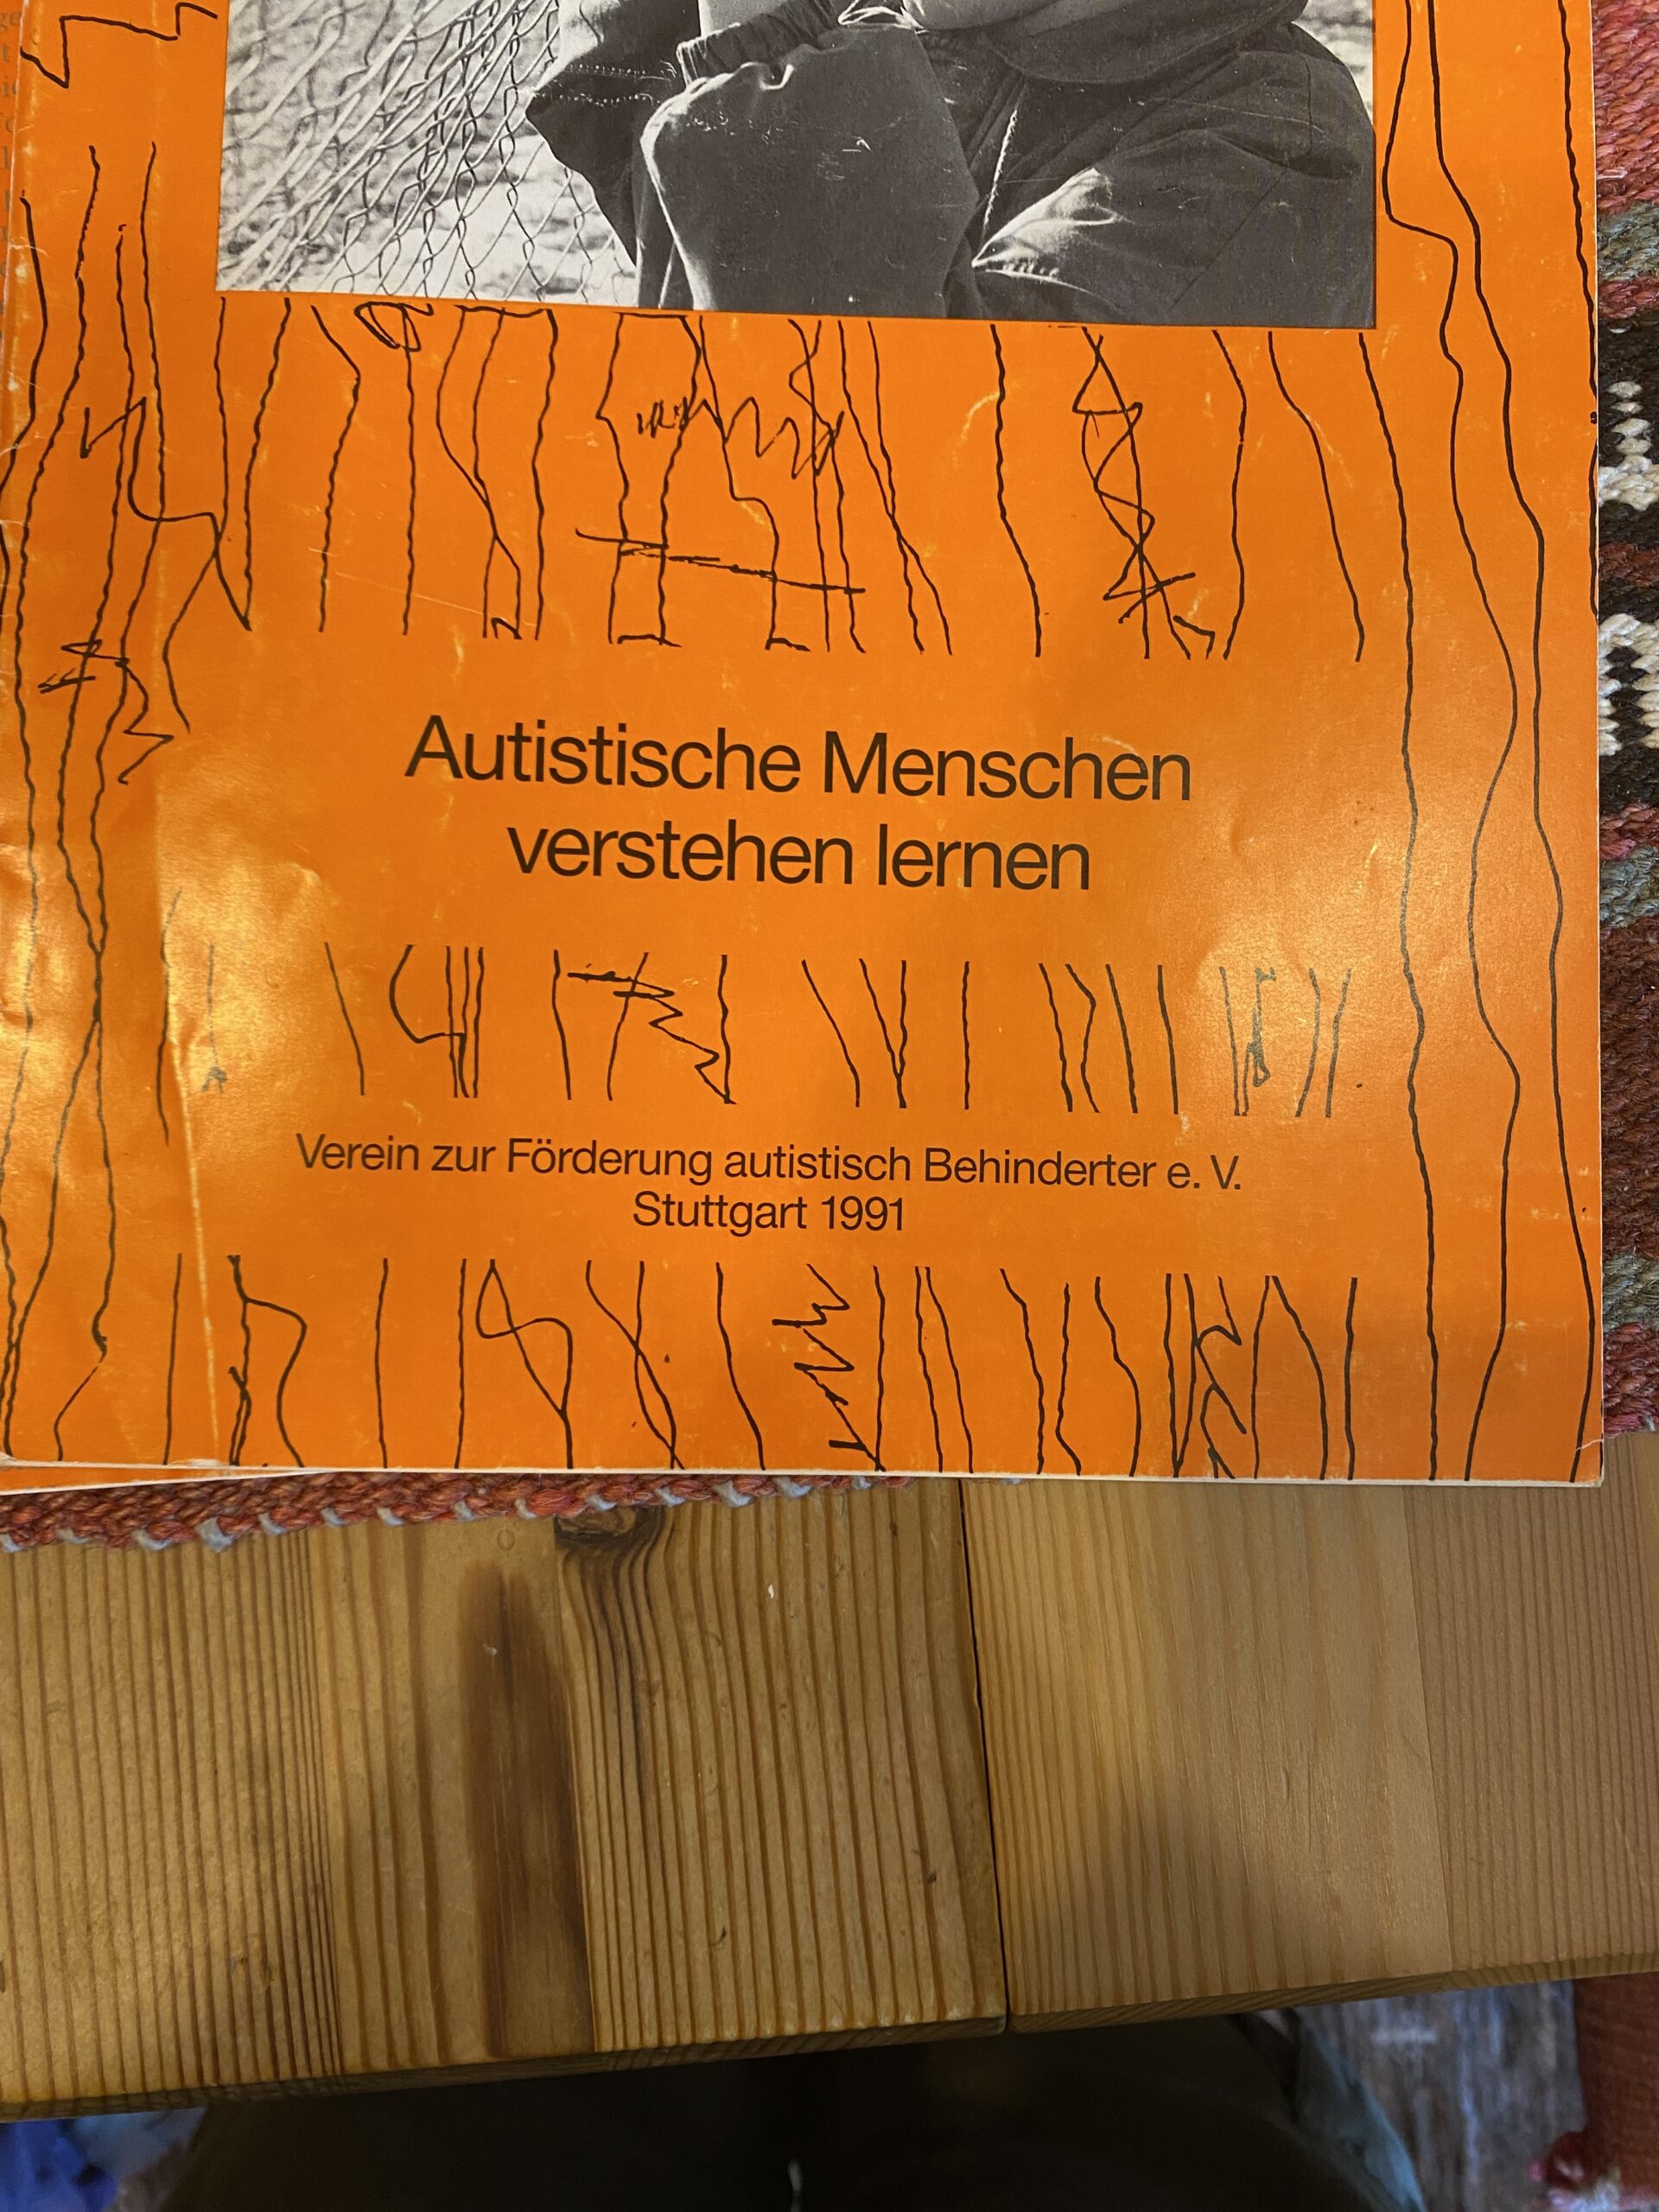 Autistische Menschen
verstehen lernen
Verein zur Förderung autistisch Behinderter e. V.
Stuttgart 1991